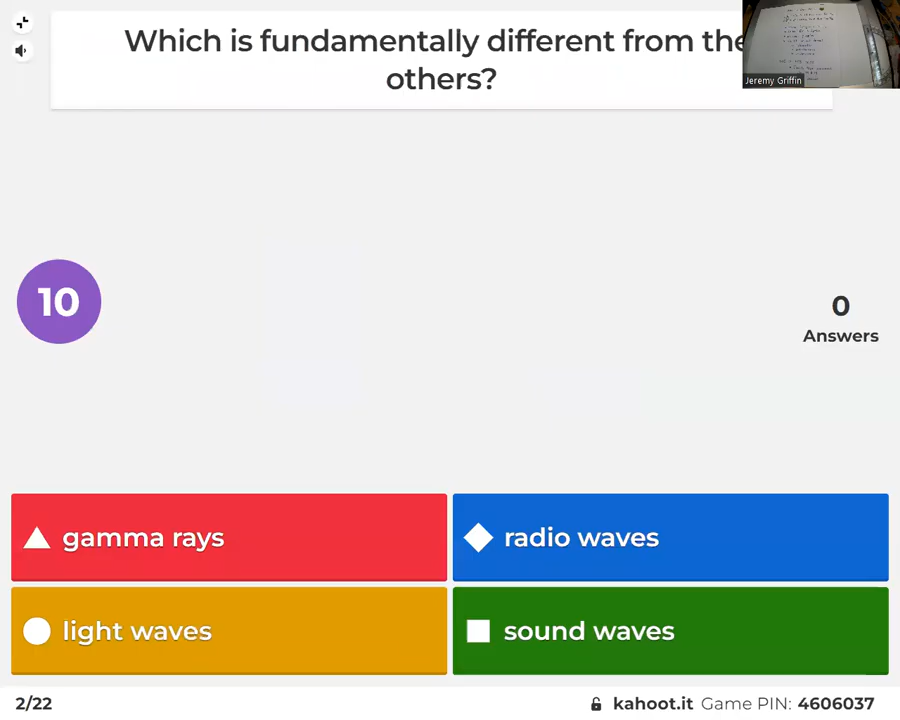 Which is fundamentally different from the
others?
Jeremy Griffin
10
0
Answers
gamma rays
radio waves
light waves
sound waves
2/22
kahoot.it Game PIN: 4606037